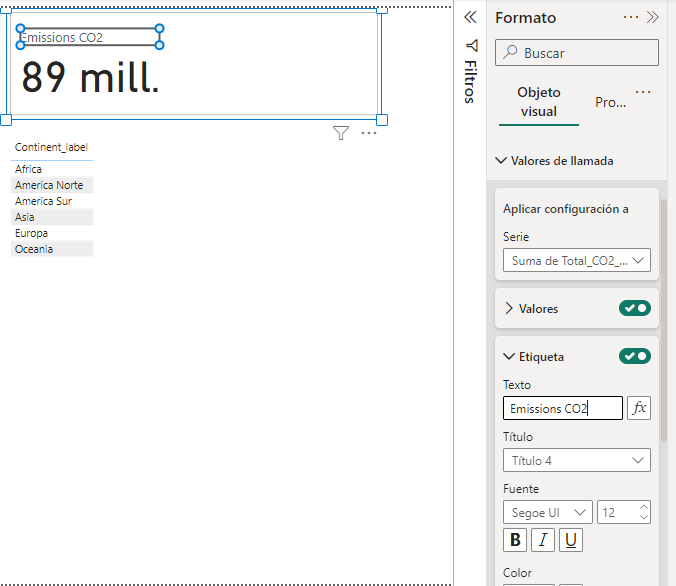 Emissions CO2
89 mill.
Continent_label
Africa
America Norte
America Sur
Asia
Europa
Oceania
Filtros
Formato
Buscar
Objeto
visual
Pro...
Valores de llamada
Aplicar configuración a
Serie
Suma de Total_CO2_...
Valores
Etiqueta
Texto
Emissions CO2
fx
Título
Título 4
Fuente
Segoe UI
12
B I U
Color